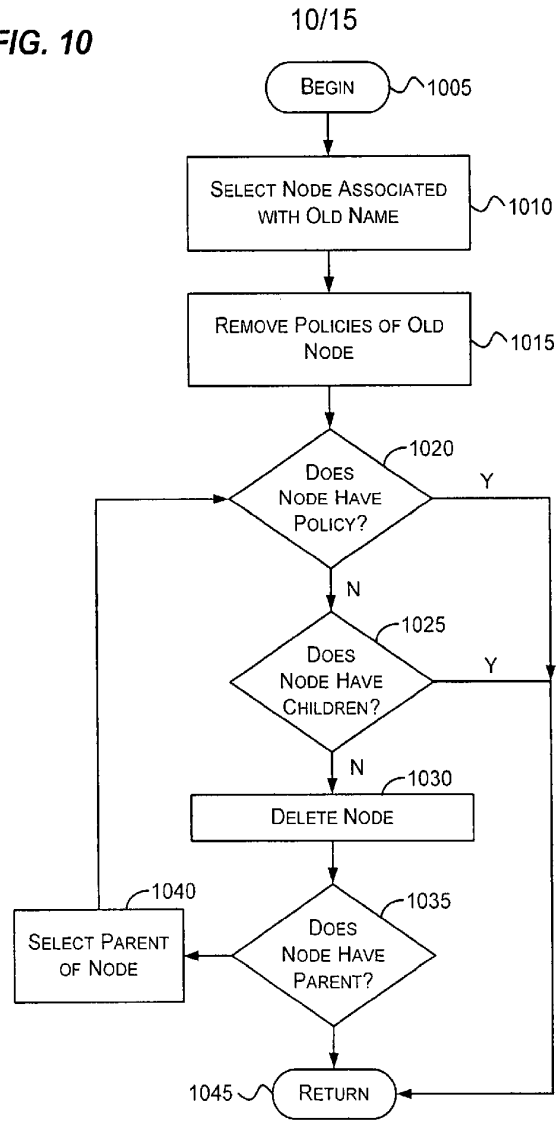 FIG. 10
10/15
BEGIN
1005
SELECT NODE ASSOCIATED
WITH OLD NAME
1010
REMOVE POLICIES OF OLD
NODE
1015
1020
DOES
NODE HAVE
POLICY?
Y
N
1025
DOES
NODE HAVE
CHILDREN?
Y
N
1030
DELETE NODE
1040
SELECT PARENT
OF NODE
1035
DOES
NODE HAVE
PARENT?
1045
RETURN